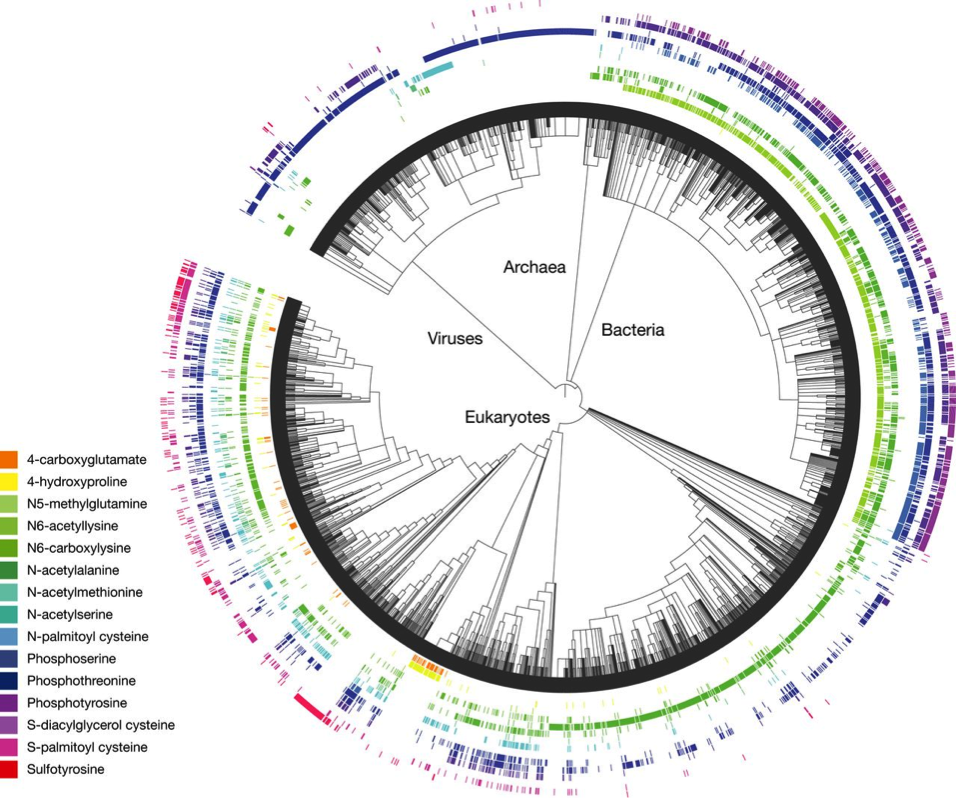 Archaea
Bacteria
Viruses
Eukaryotes
4-carboxyglutamate
4-hydroxyproline
N5-methylglutamine
N6-acetyllysine
N6-carboxylysine
N-acetylalanine
N-acetylmethionine
N-acetylserine
N-palmitoyl cysteine
Phosphoserine
Phosphothreonine
Phosphotyrosine
S-diacylglycerol cysteine
S-palmitoyl cysteine
Sulfotyrosine